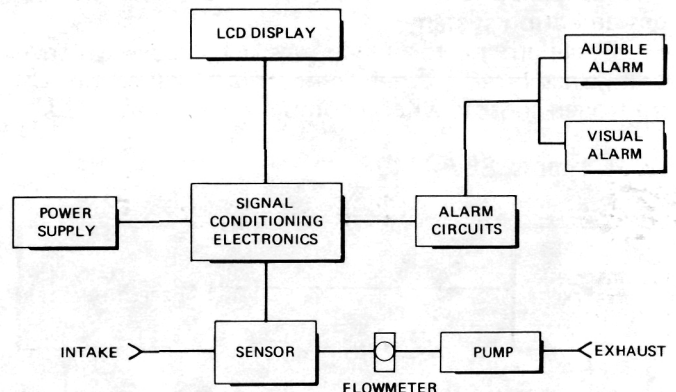 LCD DISPLAY
AUDIBLE
ALARM
VISUAL
ALARM
POWER
SUPPLY
SIGNAL
CONDITIONING
ELECTRONICS
ALARM
CIRCUITS
INTAKE
SENSOR
PUMP
EXHAUST
FLOWMETER